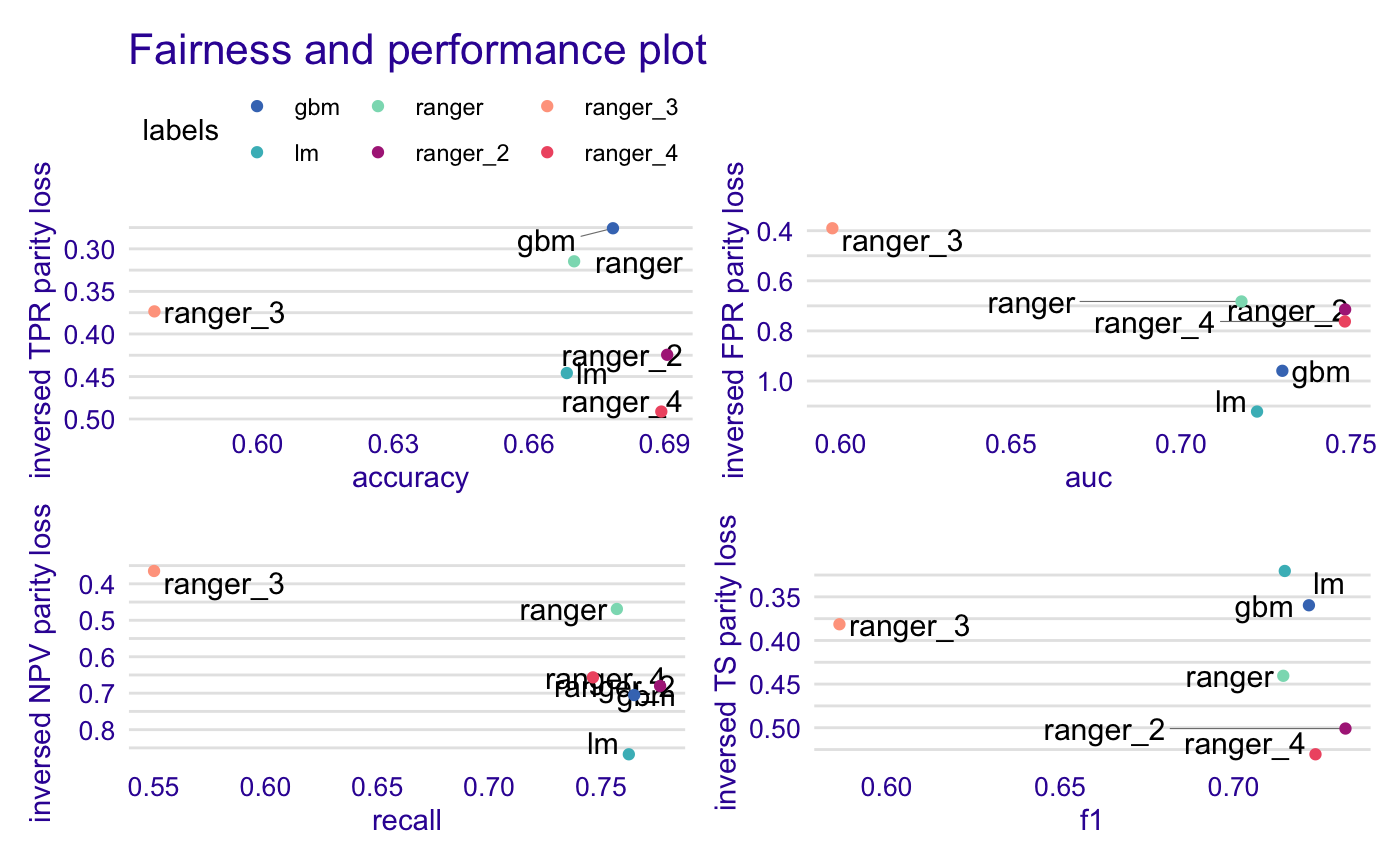 Fairness and performance plot
labels
gbm
ranger
ranger_3
lm
ranger_2
ranger_4
inversed TPR parity loss
0.30
0.35
0.40
0.45
0.50
gbm
ranger
ranger_3
ranger_2
lm
ranger_4
0.60
0.63
0.66
0.69
accuracy
inversed FPR parity loss
0.4
0.6
0.8
1.0
ranger_3
ranger
ranger_2
ranger_4
gbm
lm
0.60
0.65
0.70
0.75
auc
inversed NPV parity loss
0.4
0.5
0.6
0.7
0.8
ranger_3
ranger
ranger_4
ranger_2
gbm
lm
0.55
0.60
0.65
0.70
0.75
recall
inversed TS parity loss
0.35
0.40
0.45
0.50
lm
gbm
ranger_3
ranger
ranger_2
ranger_4
0.60
0.65
0.70
f1